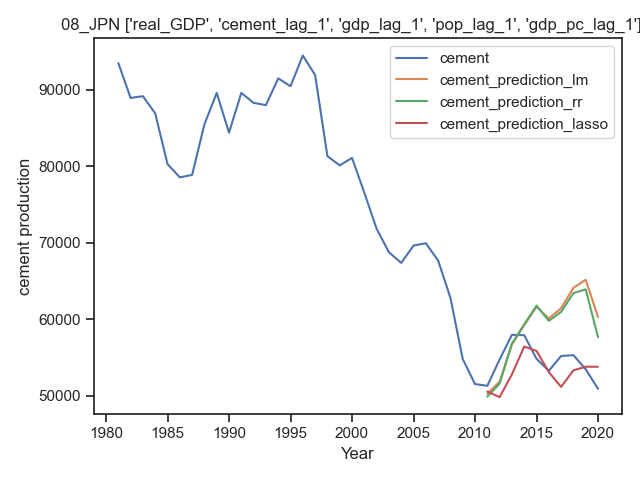 08_JPN ['real_GDP', 'cement_lag_1', 'gdp_lag_1', 'pop_lag_1', 'gdp_pc_lag_1']
cement
cement_prediction_lm
cement_prediction_rr
cement_prediction_lasso
90000
80000
70000
60000
50000
cement production
1980 1985 1990 1995 2000 2005 2010 2015 2020
Year